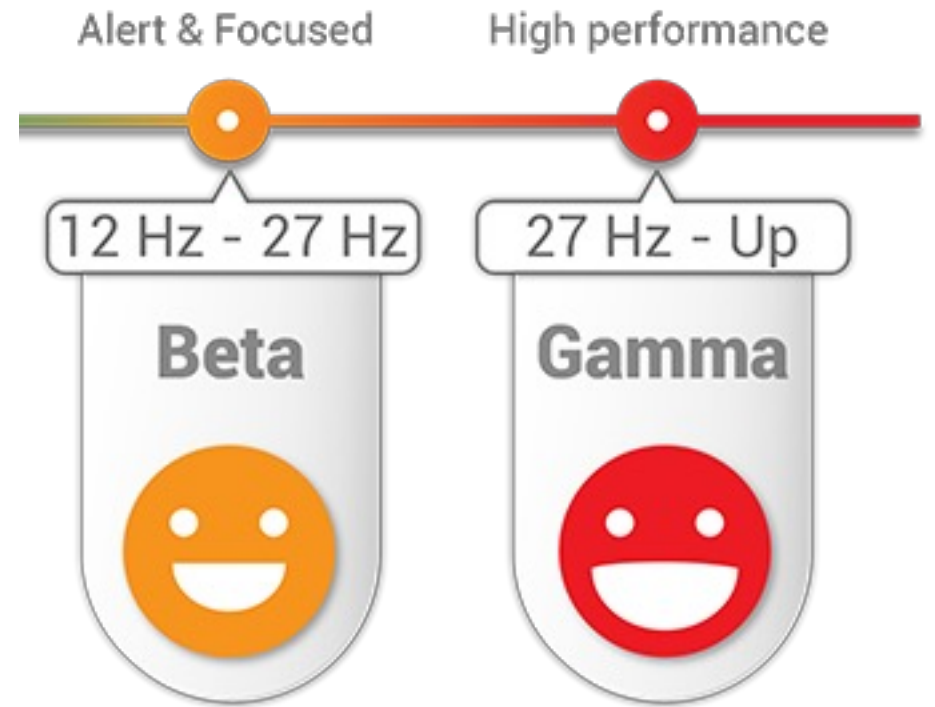 Alert & Focused
High performance
12 Hz - 27 Hz
27 Hz - Up
Beta
Gamma